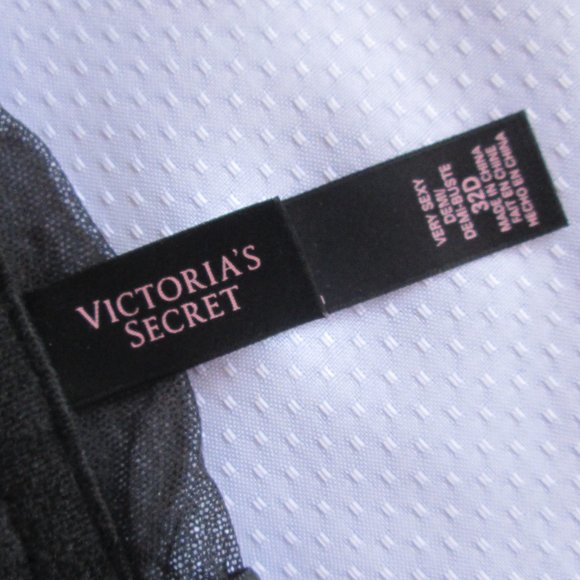 VICTORIA'S
SECRET
VERY SEXY
DEMI/
DEMI-BUSTE
32D
MADE IN CHINA
FAIT EN CHINE
HECHO EN CHINA